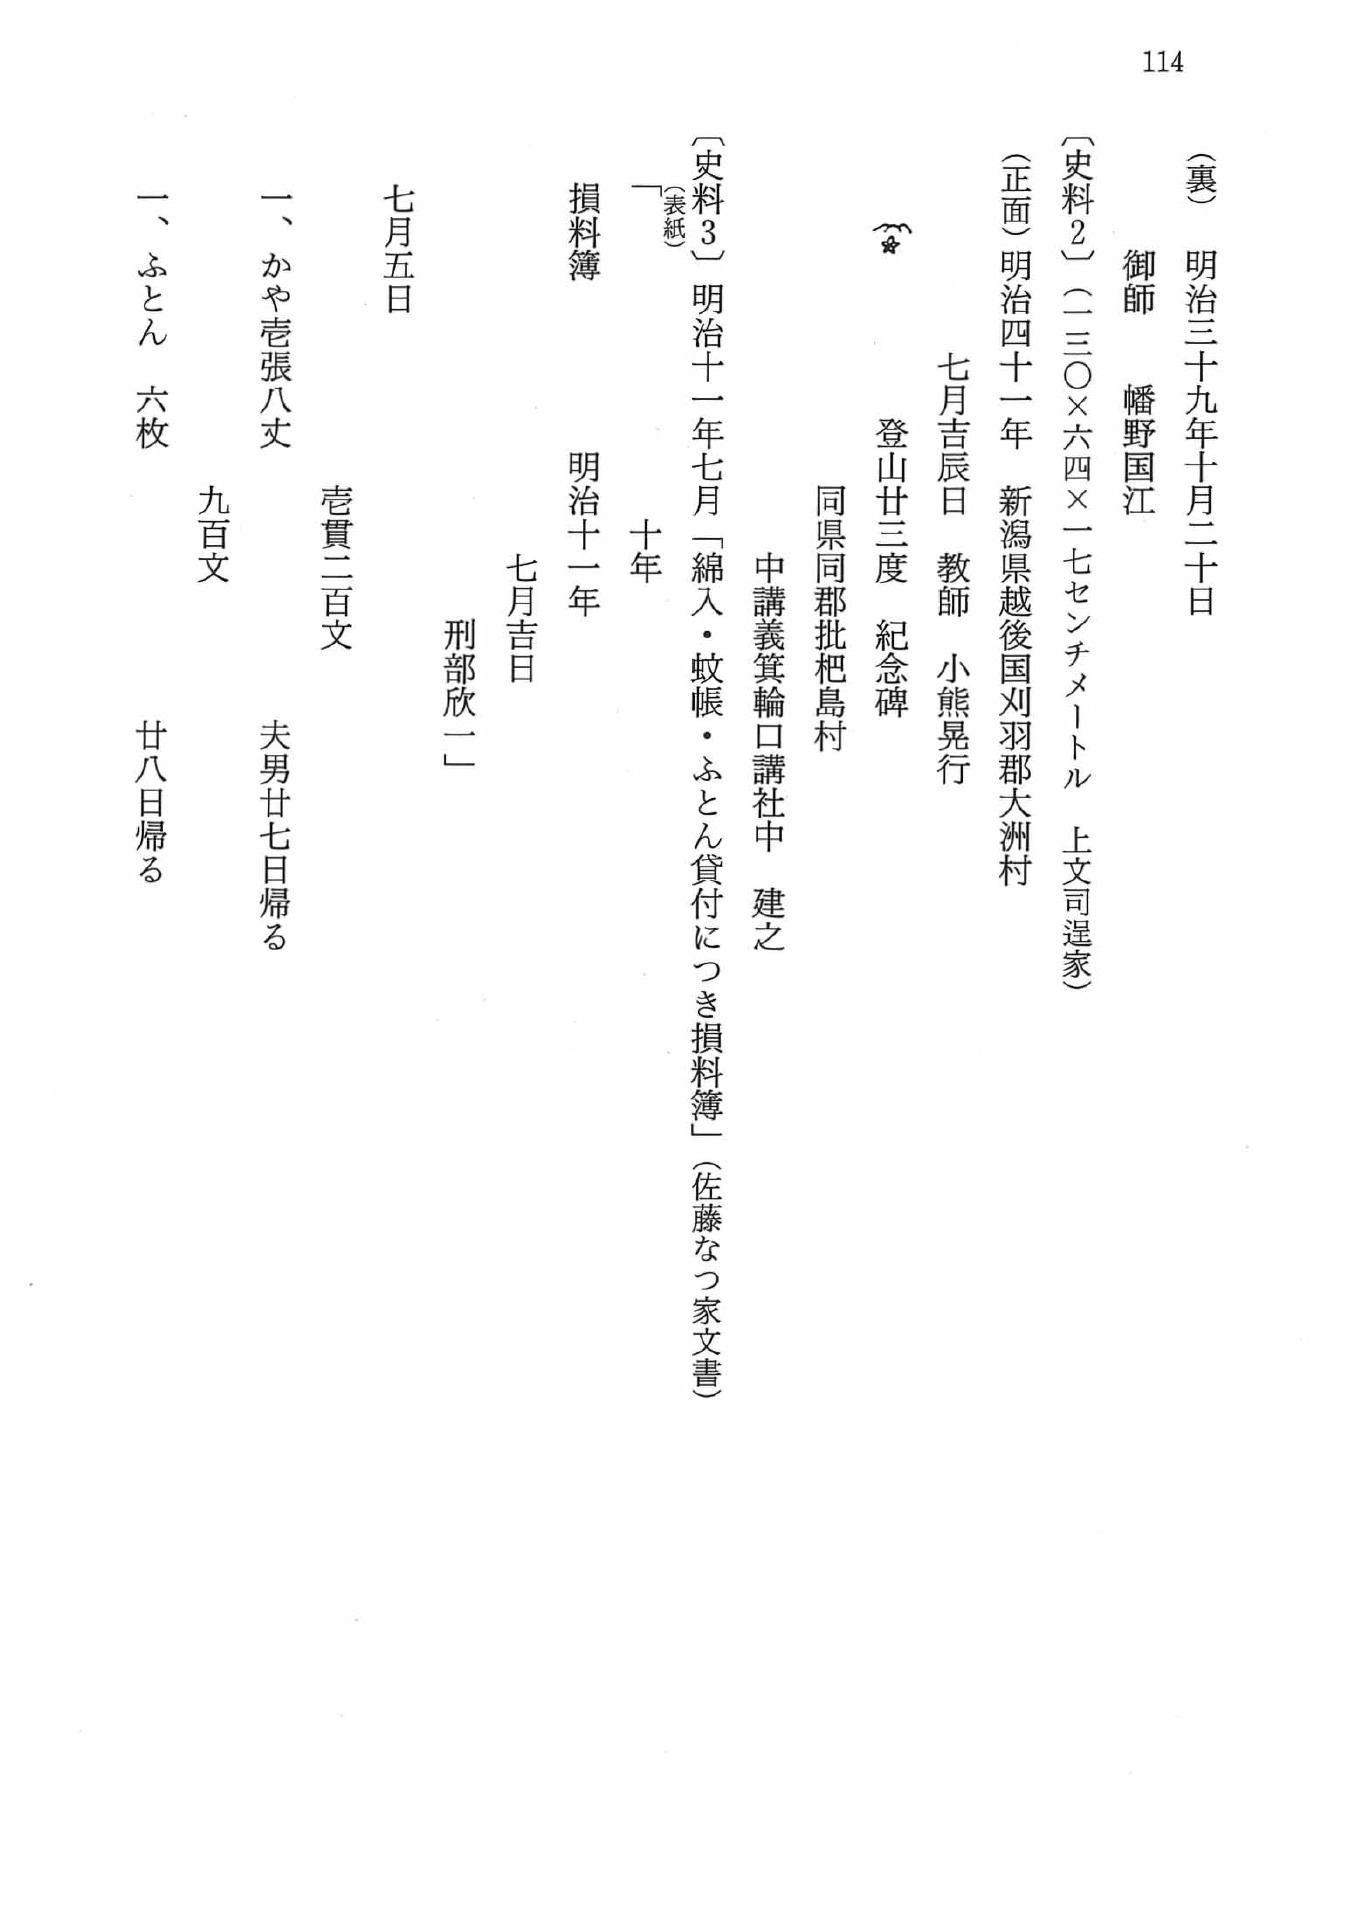 114
（裏）　明治三十九年十月二十日
御師　幡野国江
〔史料2〕（一三〇×六四×一七センチメートル　上文司逞家）
（正面）明治四十一年　新潟県越後国刈羽郡大洲村
七月吉辰日　教師　小熊晃行
登山廿三度　紀念碑
同県同郡批杷島村
中講義箕輪口講社中　建之
〔史料3〕明治十一年七月「綿入・蚊帳・ふとん貸付につき損料簿」（佐藤なつ家文書）
（表紙）
「　十年
損料簿　明治十一年
七月吉日
刑部欣一」
七月五日
壱貫二百文
一、かや壱張八丈　夫男廿七日帰る
九百文
一、ふとん　六枚　廿八日帰る